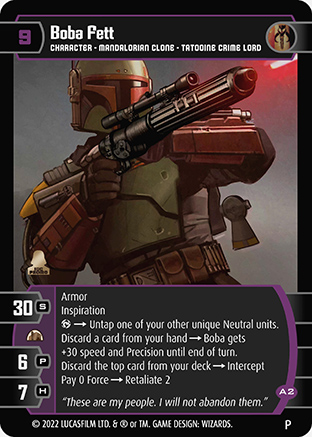 9
Boba Fett
CHARACTER • MANDALORIAN CLONE • TATOOINE CRIME LORD
30 S
6 P
7 H
Armor
Inspiration
→ Untap one of your other unique Neutral units.
Discard a card from your hand → Boba gets
+30 speed and Precision until end of turn.
Discard the top card from your deck → Intercept
Pay 0 Force → Retaliate 2
"These are my people. I will not abandon them."
A2
© 2022 LUCASFILM LTD. & ® or TM. GAME DESIGN: WIZARDS.
P